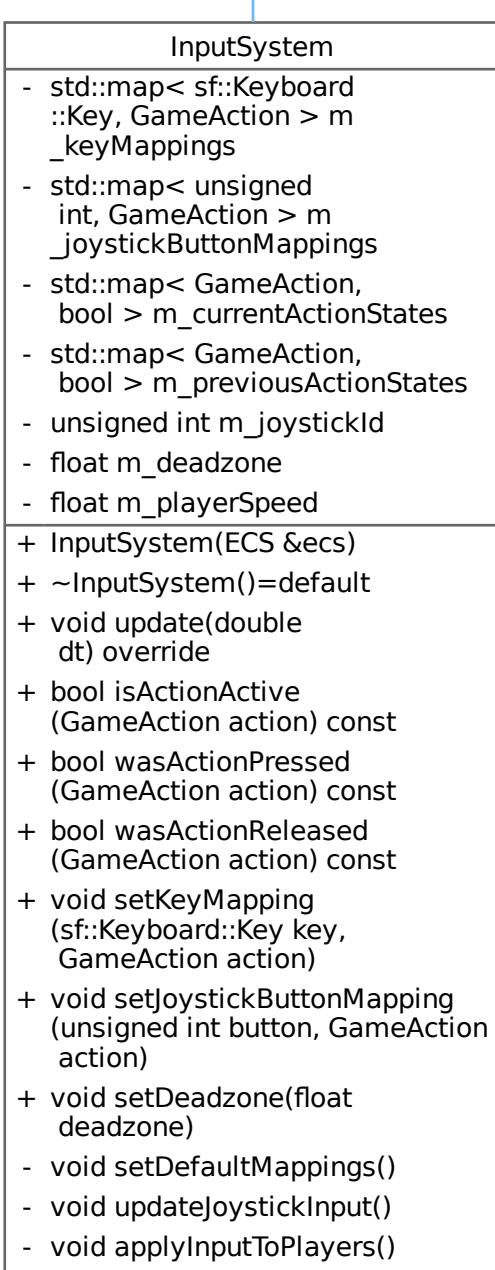 InputSystem
- std::map< sf::Keyboard
::Key, GameAction > m
_keyMappings
- std::map< unsigned
int, GameAction > m
_joystickButtonMappings
- std::map< GameAction,
bool > m_currentActionStates
- std::map< GameAction,
bool > m_previousActionStates
- unsigned int m_joystickId
- float m_deadzone
- float m_playerSpeed
+ InputSystem(ECS &ecs)
+ ~InputSystem()=default
+ void update(double
dt) override
+ bool isActionActive
(GameAction action) const
+ bool wasActionPressed
(GameAction action) const
+ bool wasActionReleased
(GameAction action) const
+ void setKeyMapping
(sf::Keyboard::Key key,
GameAction action)
+ void setJoystickButtonMapping
(unsigned int button, GameAction
action)
+ void setDeadzone(float
deadzone)
- void setDefaultMappings()
- void updateJoystickInput()
- void applyInputToPlayers()